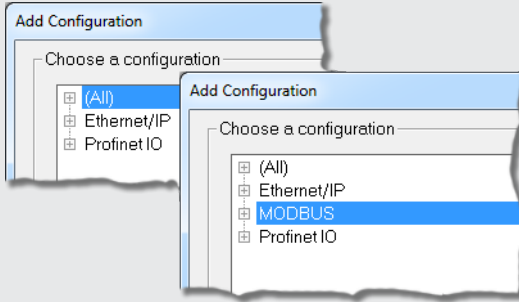 Add Configuration
Choose a configuration
(All)
Ethernet/IP
Profinet IO
Add Configuration
Choose a configuration
(All)
Ethernet/IP
MODBUS
Profinet IO